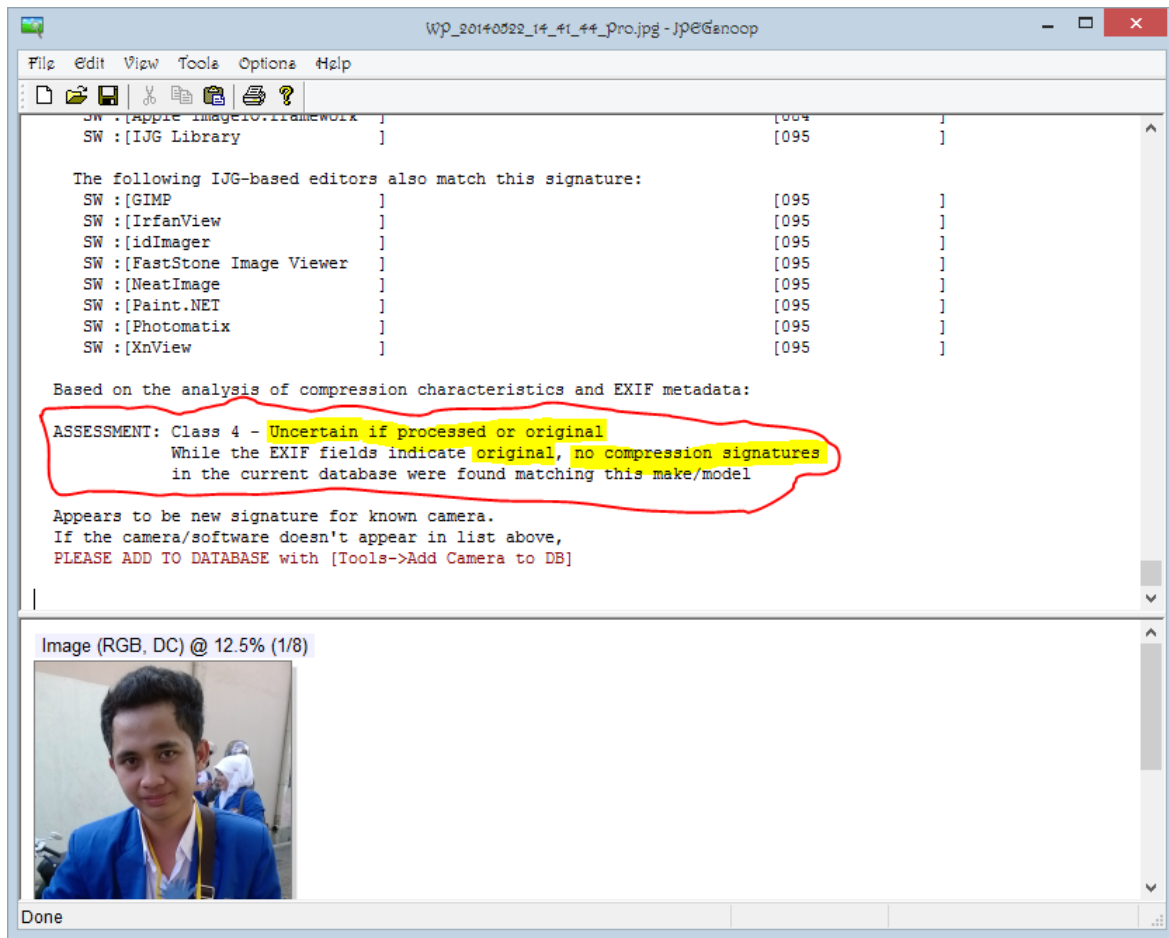 WP_20140522_14_41_44_Pro.jpg - JPEGsnoop
File Edit View Tools Options Help
SW :[Apple ImageIO.framework ] [084 ]
SW :[IJG Library ] [095 ]
The following IJG-based editors also match this signature:
SW :[GIMP ] [095 ]
SW :[IrfanView ] [095 ]
SW :[idImager ] [095 ]
SW :[FastStone Image Viewer ] [095 ]
SW :[NeatImage ] [095 ]
SW :[Paint.NET ] [095 ]
SW :[Photomatix ] [095 ]
SW :[XnView ] [095 ]
Based on the analysis of compression characteristics and EXIF metadata:
ASSESSMENT: Class 4 - Uncertain if processed or original
While the EXIF fields indicate original, no compression signatures
in the current database were found matching this make/model
Appears to be new signature for known camera.
If the camera/software doesn't appear in list above,
PLEASE ADD TO DATABASE with [Tools->Add Camera to DB]
Image (RGB, DC) @ 12.5% (1/8)
Done